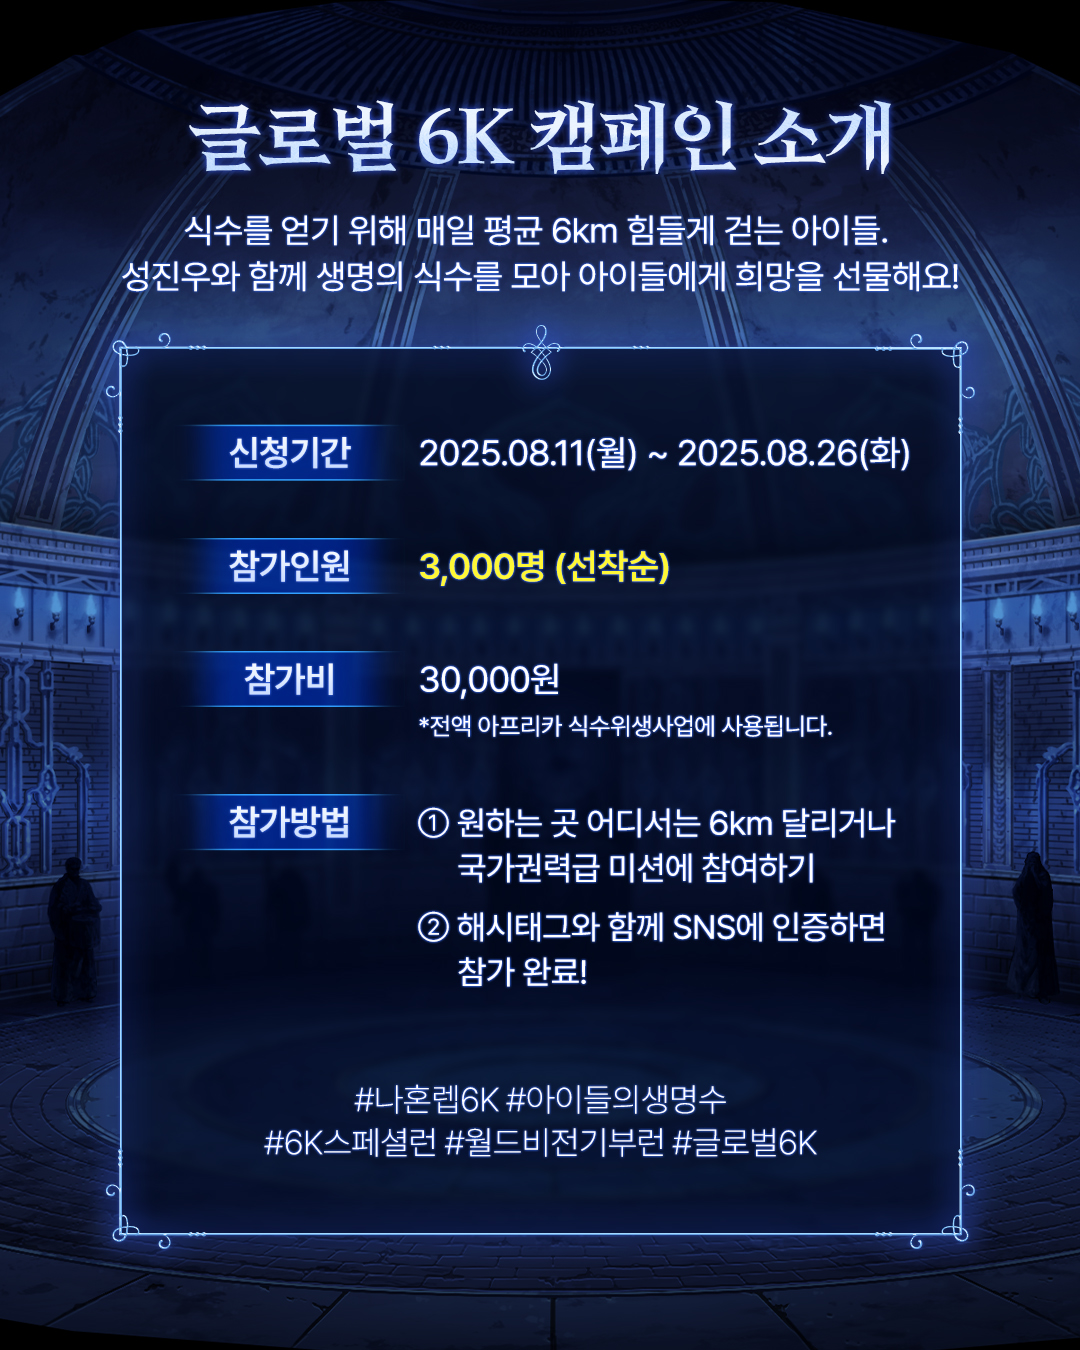 글로벌 6K 캠페인 소개
식수를 얻기 위해 매일 평균 6km 힘들게 걷는 아이들.
성진우와 함께 생명의 식수를 모아 아이들에게 희망을 선물해요!
신청기간 2025.08.11(월) ~ 2025.08.26(화)
참가인원 3,000명 (선착순)
참가비 30,000원
*전액 아프리카 식수위생사업에 사용됩니다.
참가방법 ① 원하는 곳 어디서는 6km 달리거나
국가권력급 미션에 참여하기
② 해시태그와 함께 SNS에 인증하면
참가 완료!
#나혼렙6K #아이들의생명수
#6K스페셜런 #월드비전기부런 #글로벌6K